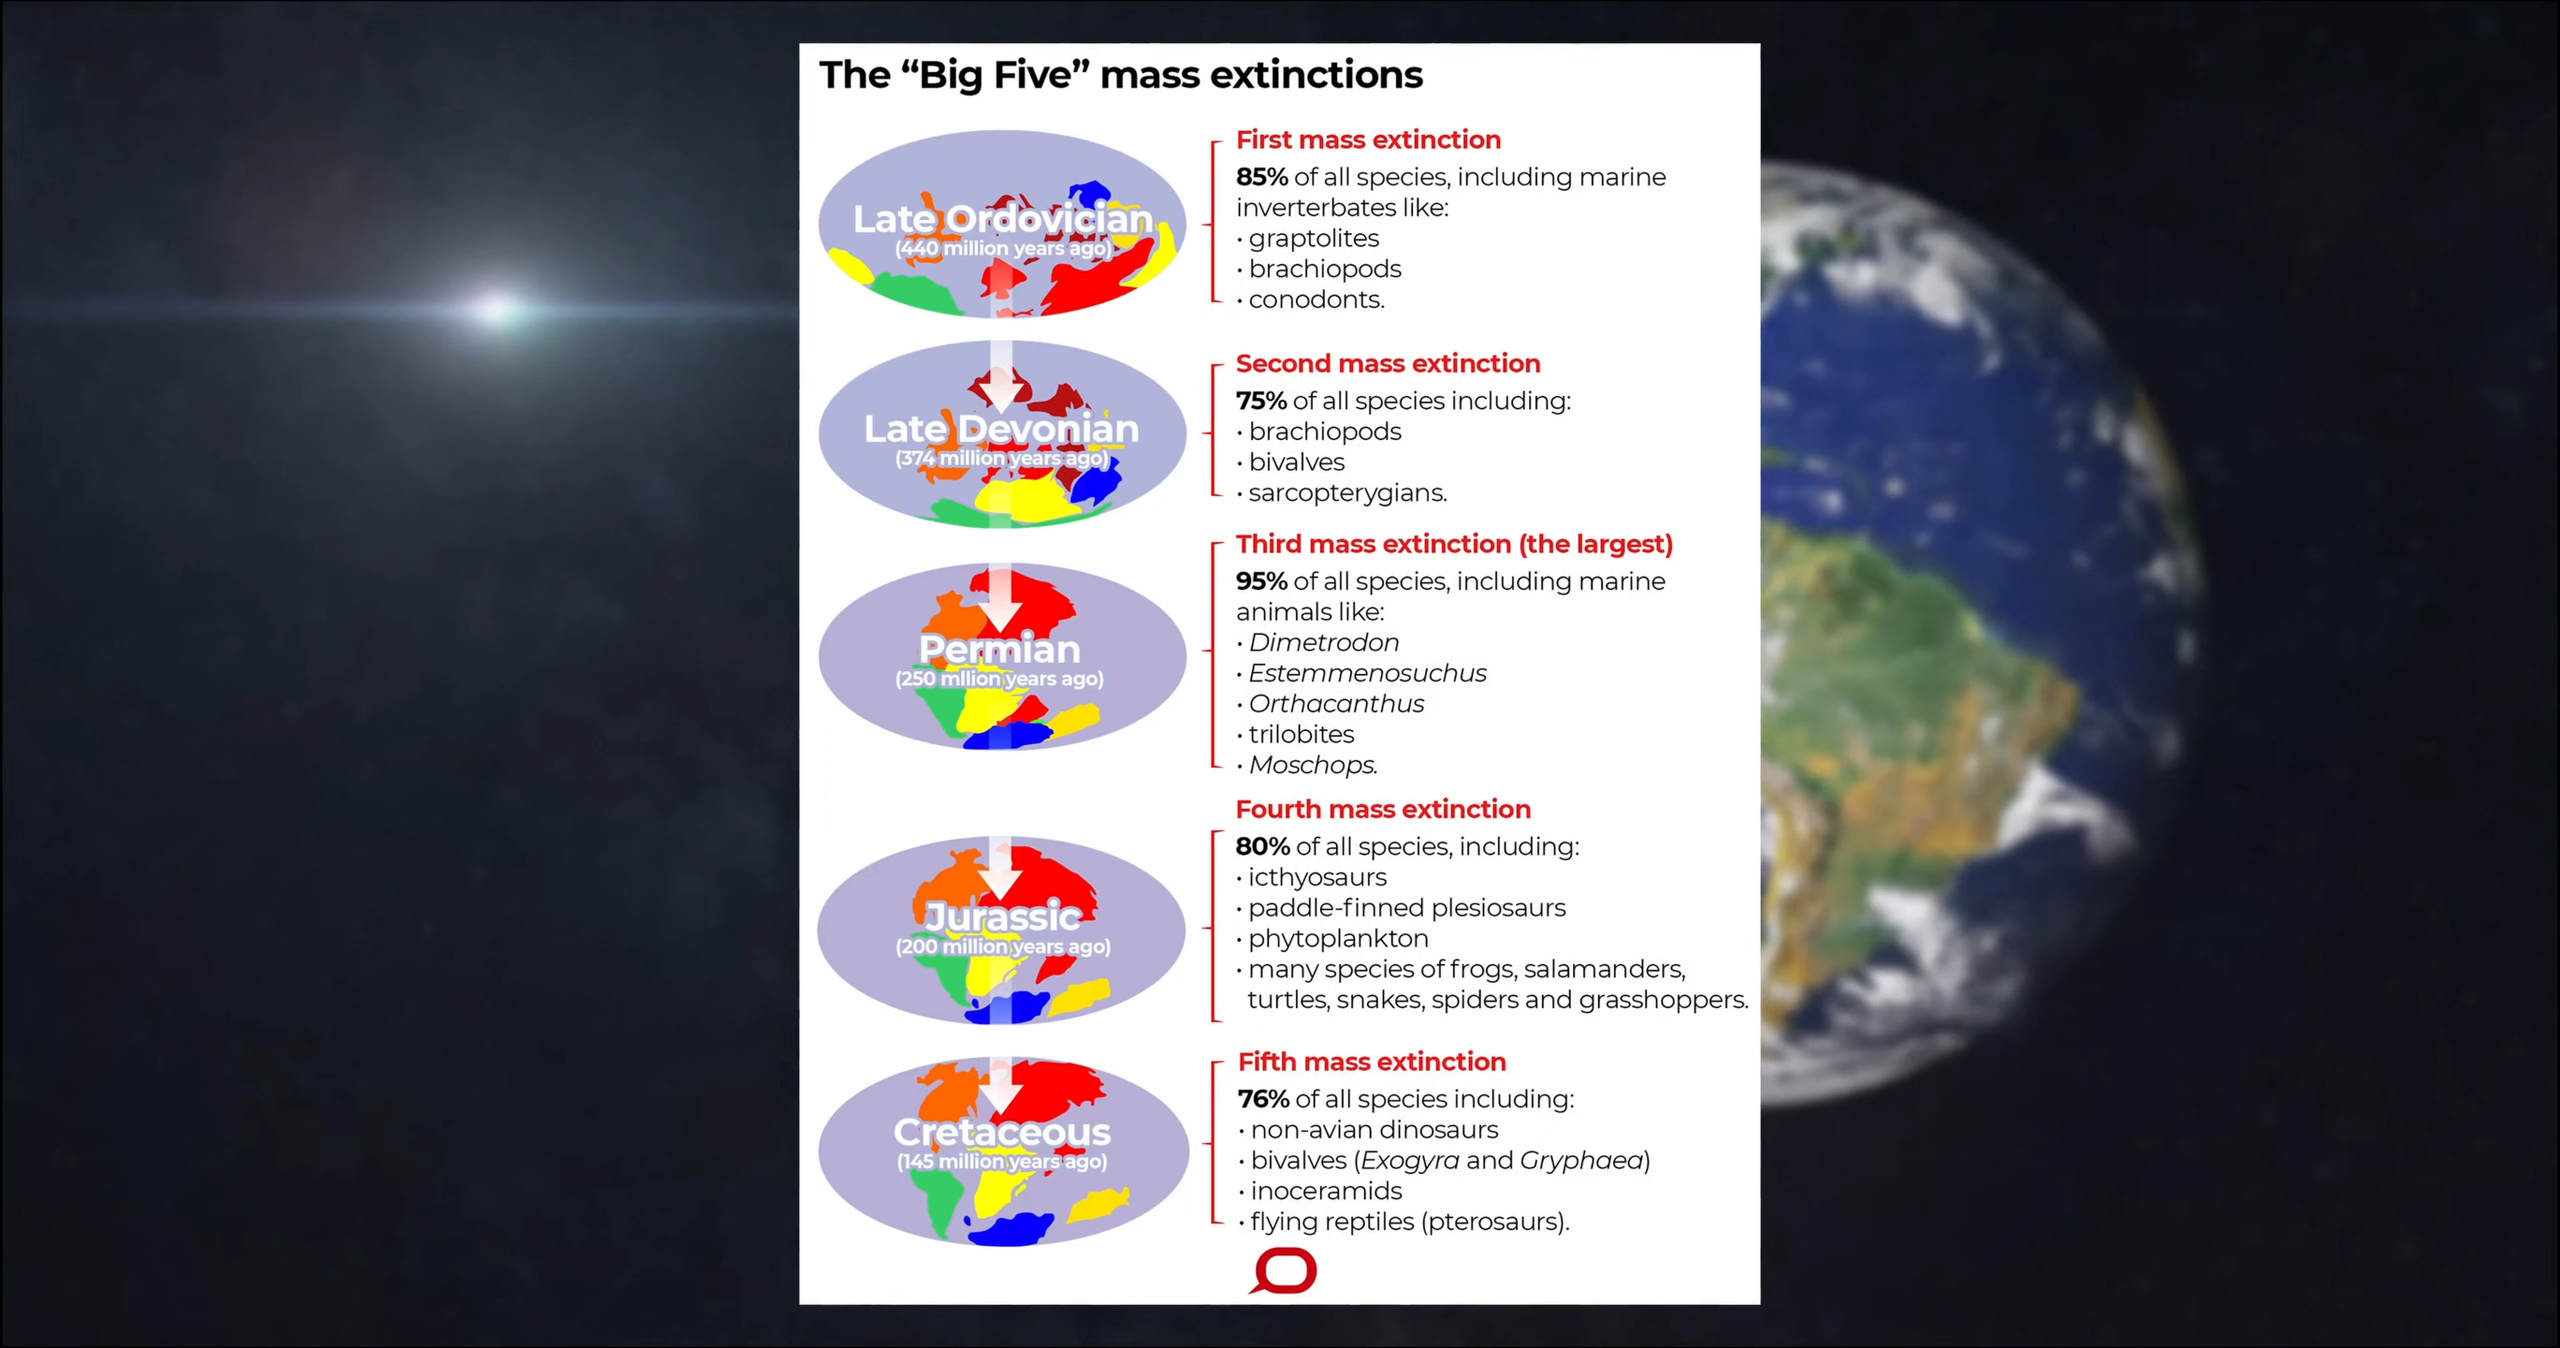 The “Big Five” mass extinctions
Late Ordovician
(440 million years ago)
First mass extinction
85% of all species, including marine
inverterbates like:
· graptolites
· brachiopods
· conodonts.
Late Devonian
(374 million years ago)
Second mass extinction
75% of all species including:
· brachiopods
· bivalves
· sarcopterygians.
Permian
(250 mllion years ago)
Third mass extinction (the largest)
95% of all species, including marine
animals like:
· Dimetrodon
· Estemmenosuchus
· Orthacanthus
· trilobites
· Moschops.
Jurassic
(200 million years ago)
Fourth mass extinction
80% of all species, including:
· icthyosaurs
· paddle-finned plesiosaurs
· phytoplankton
· many species of frogs, salamanders,
turtles, snakes, spiders and grasshoppers.
Cretaceous
(145 million years ago)
Fifth mass extinction
76% of all species including:
· non-avian dinosaurs
· bivalves (Exogyra and Gryphaea)
· inoceramids
· flying reptiles (pterosaurs).